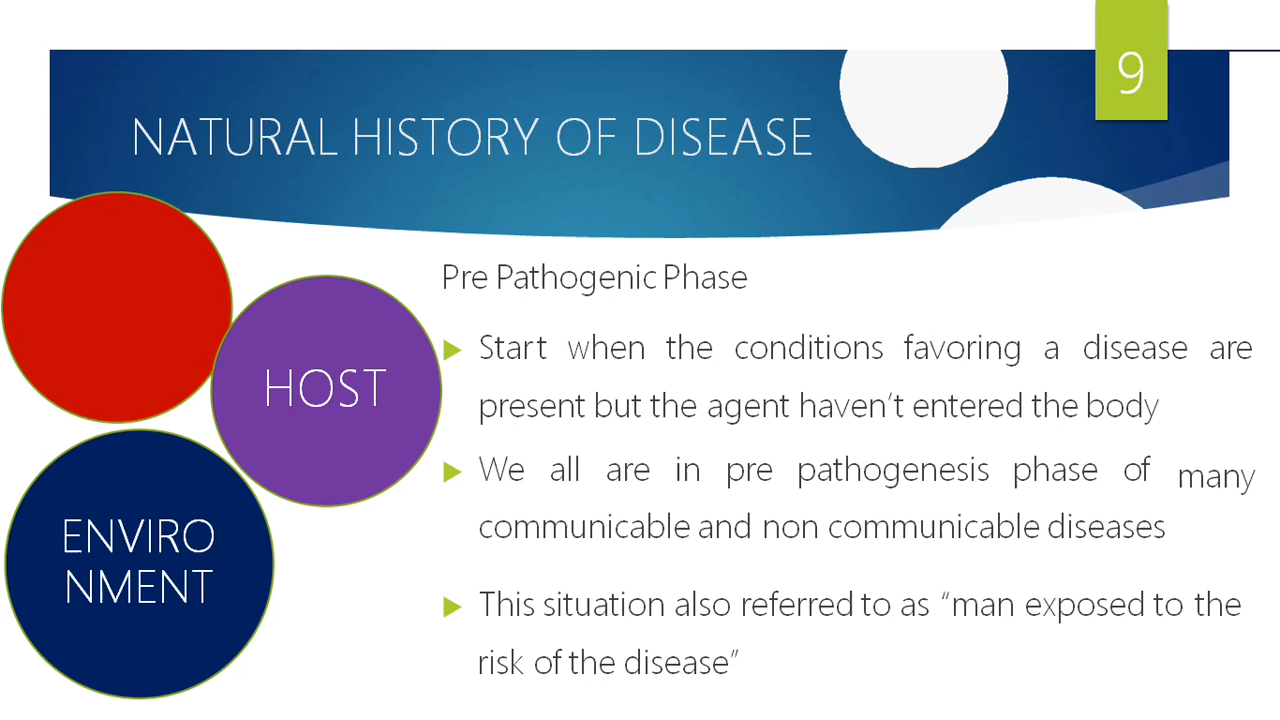 9
NATURAL HISTORY OF DISEASE
HOST
ENVIRO
NMENT
Pre Pathogenic Phase
Start when the conditions favoring a disease are
present but the agent haven’t entered the body
We all are in pre pathogenesis phase of many
communicable and non communicable diseases
This situation also referred to as “man exposed to the
risk of the disease”